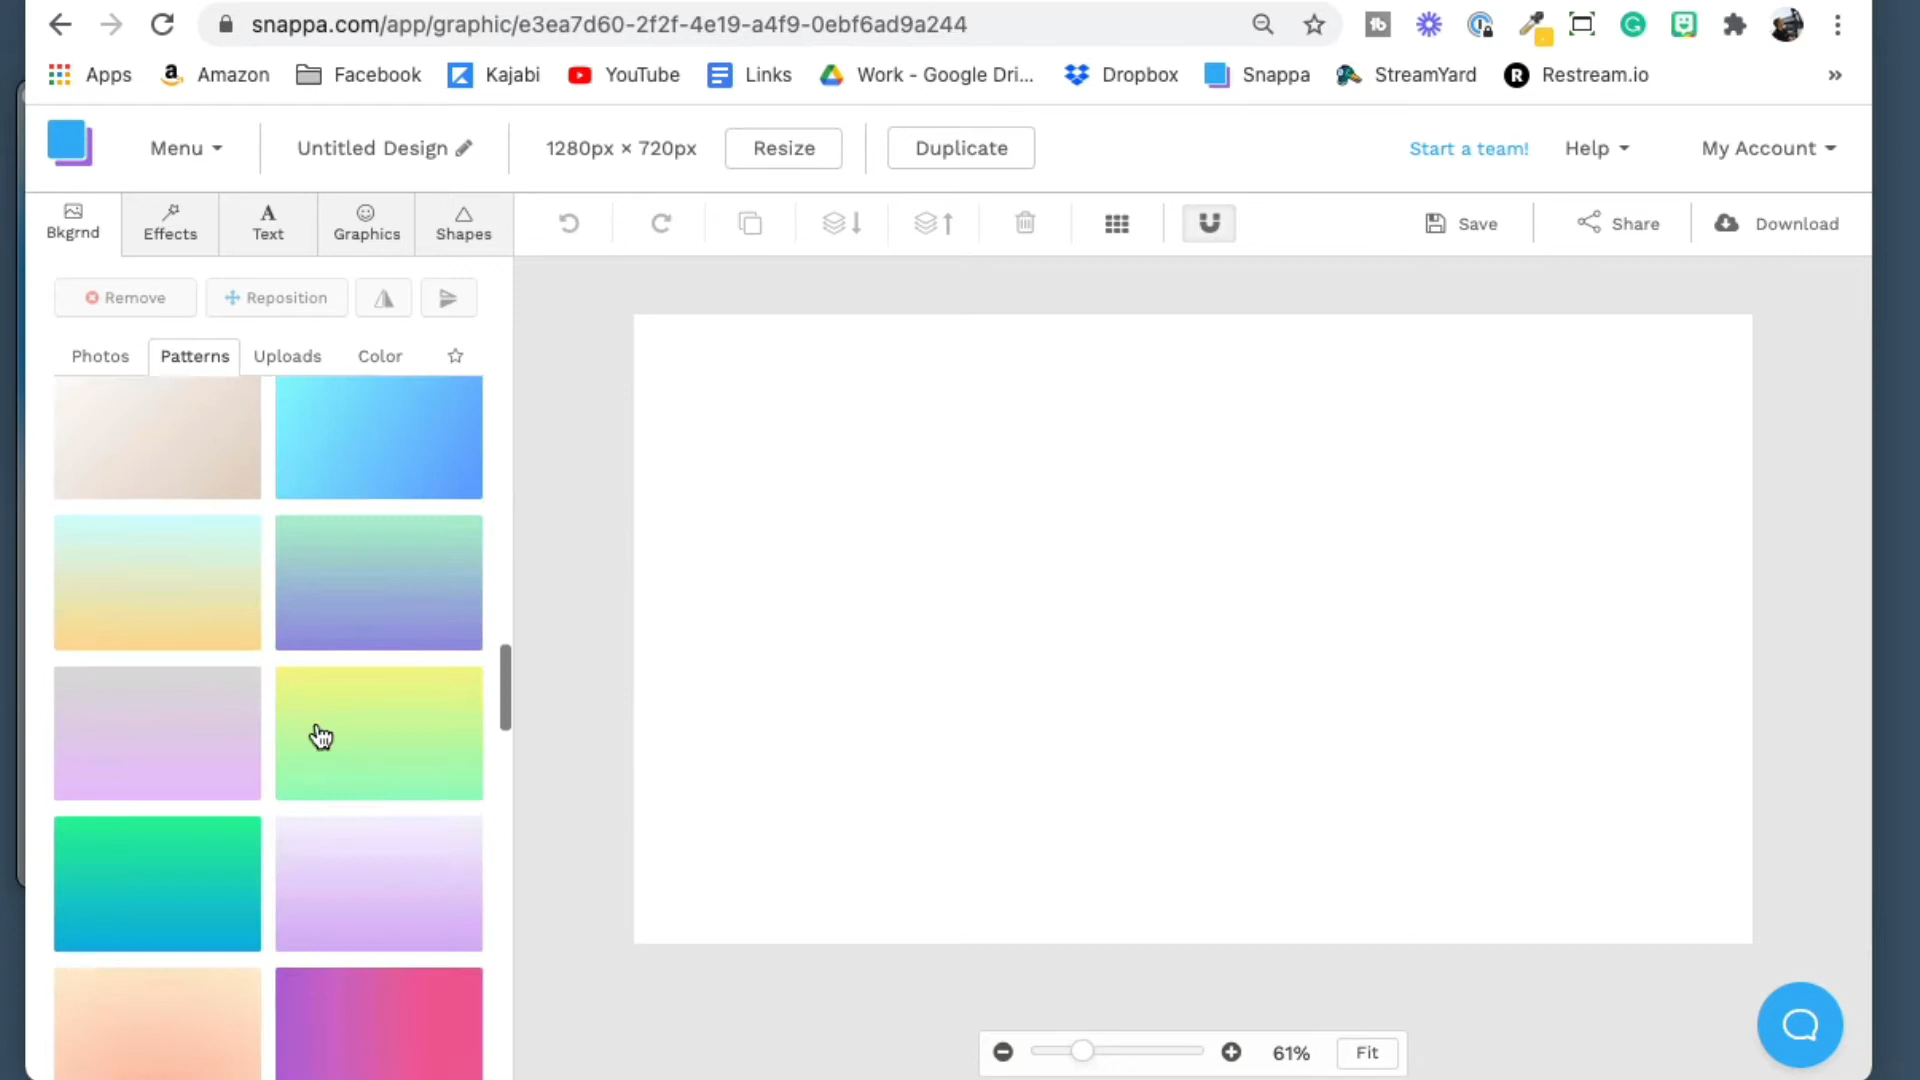 snappa.com/app/graphic/e3ea7d60-2f2f-4e19-a4f9-0ebf6ad9a244
Apps Amazon Facebook Kajabi YouTube Links Work - Google Dri... Dropbox Snappa StreamYard Restream.io »
Menu Untitled Design 1280px × 720px Resize Duplicate Start a team! Help My Account
Bkgrnd Effects Text Graphics Shapes Save Share Download
Remove Reposition
Photos Patterns Uploads Color
61% Fit